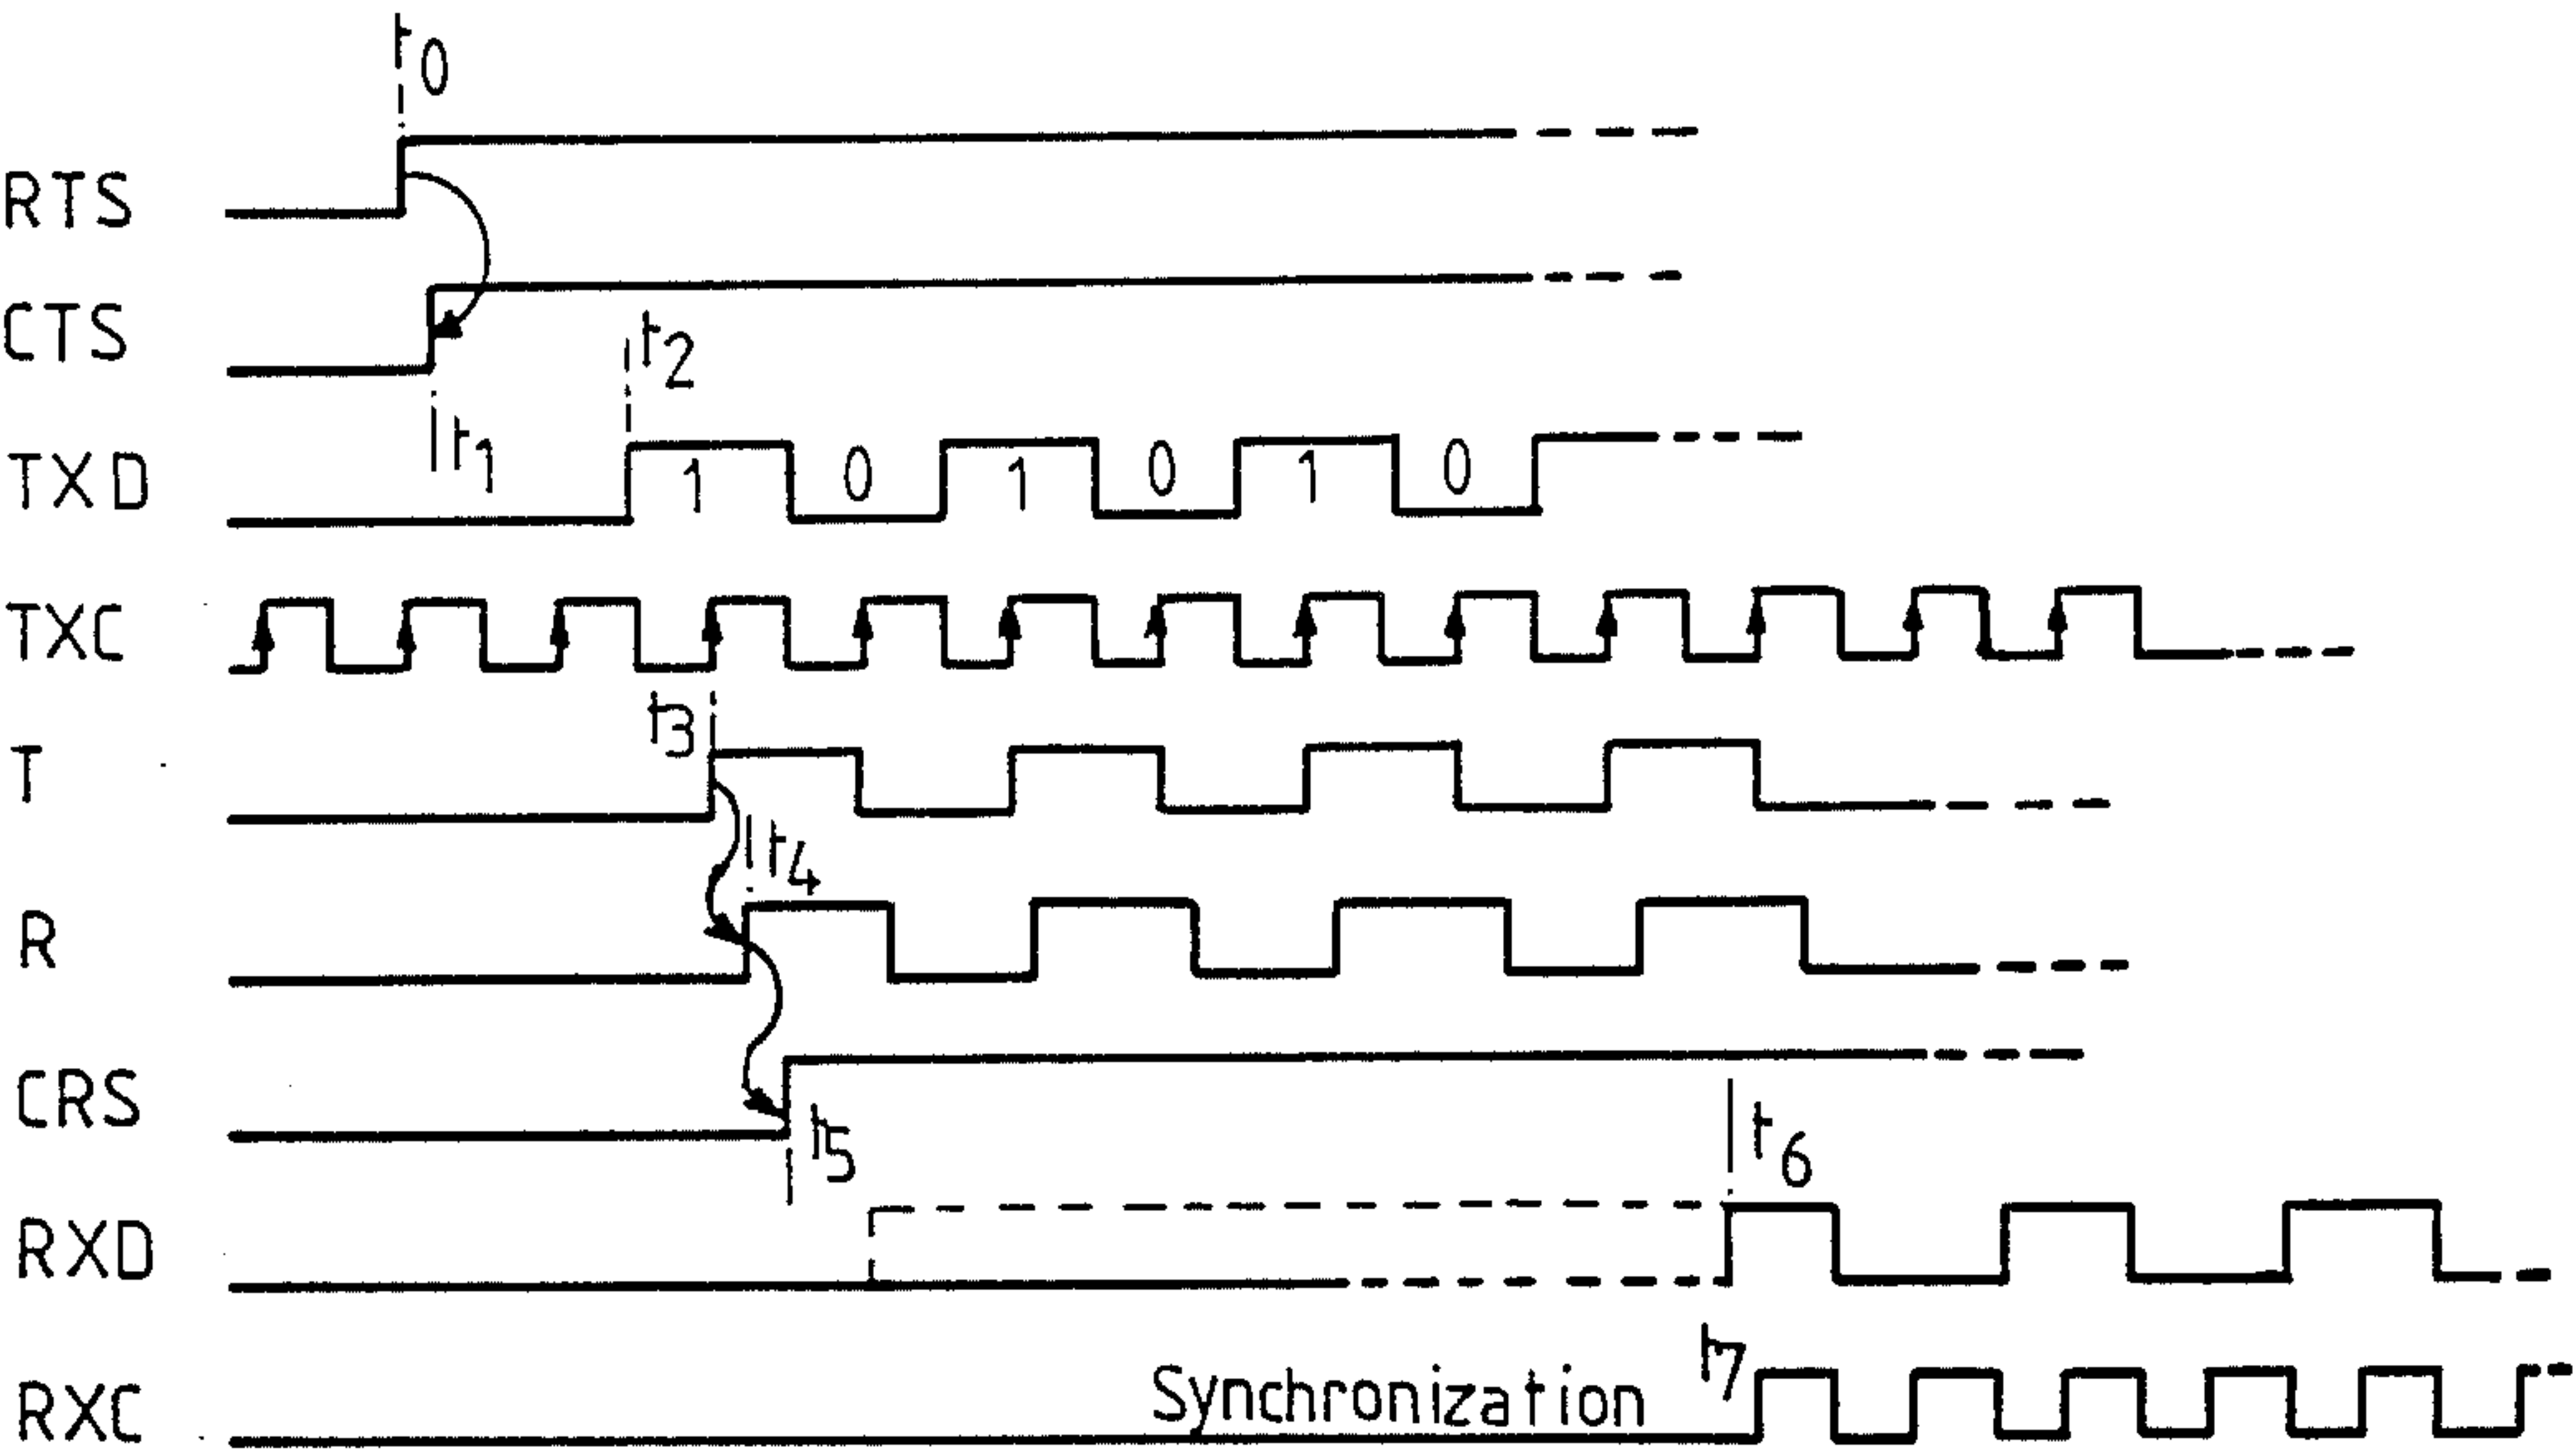 t0
RTS
CTS
t2
t1
TXD 1 0 1 0 1 0
TXC
t3
T
t4
R
CRS
t5
t6
RXD
t7
RXC Synchronization